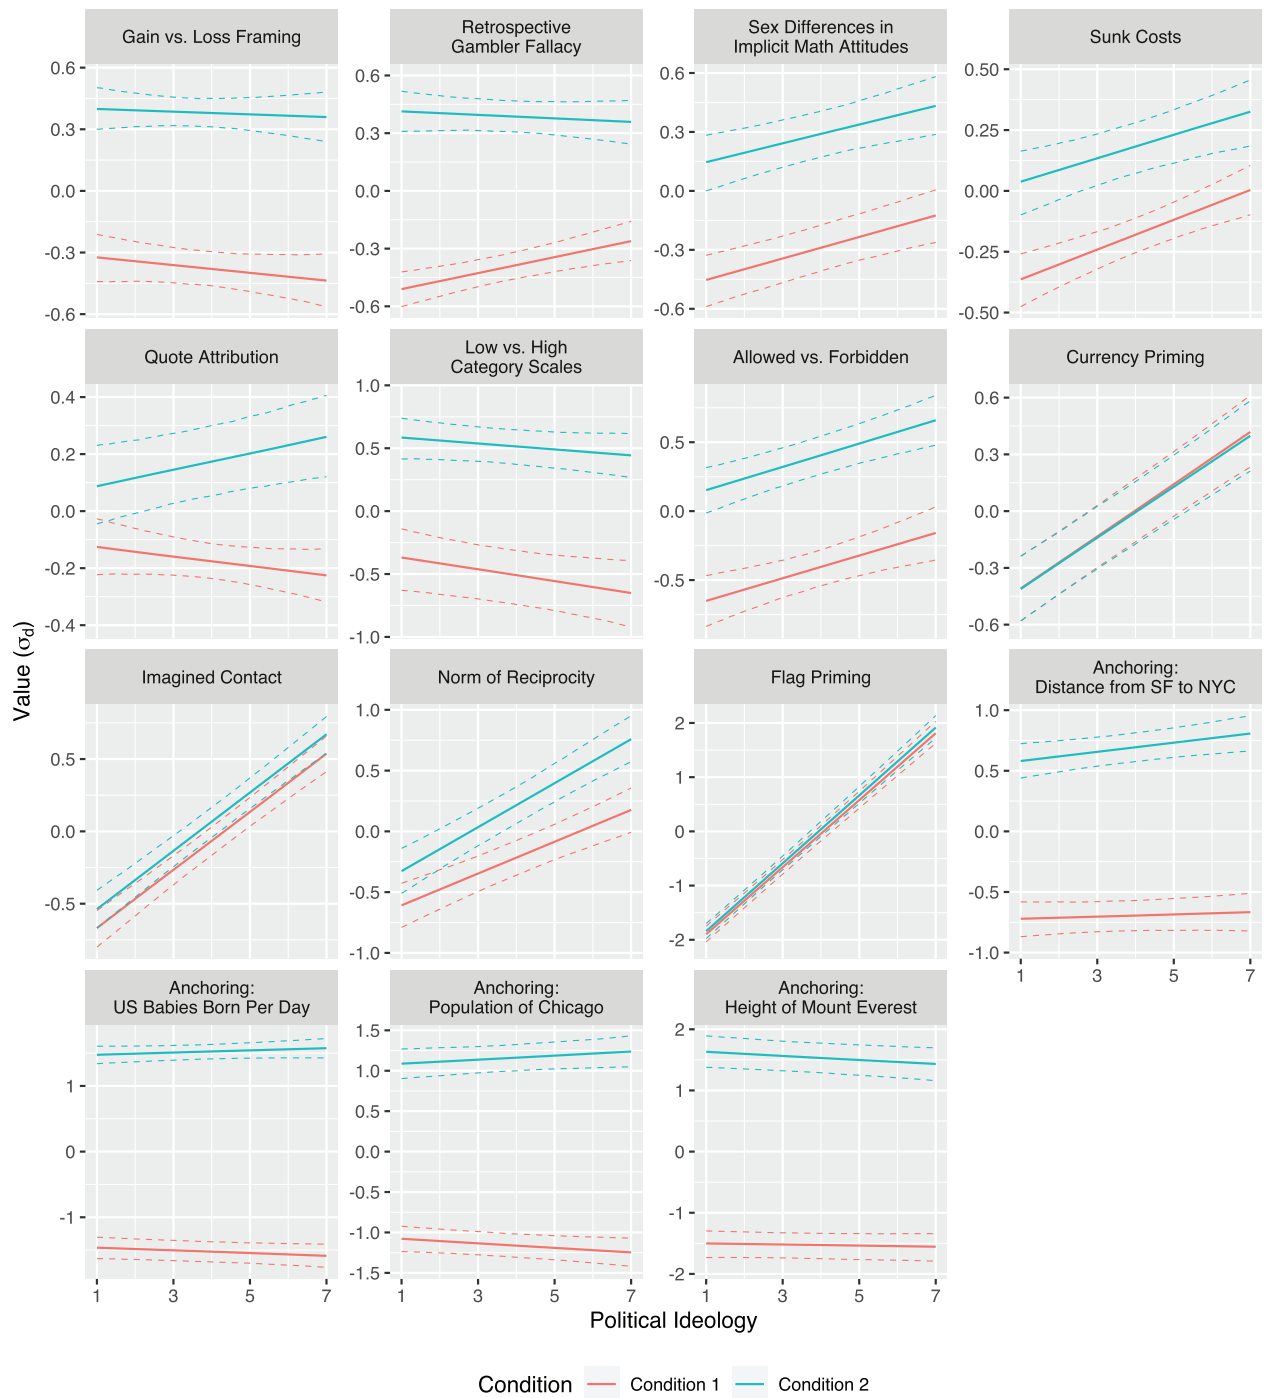 Gain vs. Loss Framing
Retrospective
Gambler Fallacy
Sex Differences in
Implicit Math Attitudes
Sunk Costs
0.6
0.3
0.0
-0.3
-0.6
0.6
0.3
0.0
-0.3
-0.6
0.6
0.3
0.0
-0.3
-0.6
0.50
0.25
0.00
-0.25
-0.50
Quote Attribution
Low vs. High
Category Scales
Allowed vs. Forbidden
Currency Priming
0.4
0.2
0.0
-0.2
-0.4
1.0
0.5
0.0
-0.5
-1.0
0.5
0.0
-0.5
0.6
0.3
0.0
-0.3
-0.6
Value (σd)
Imagined Contact
Norm of Reciprocity
Flag Priming
Anchoring:
Distance from SF to NYC
0.5
0.0
-0.5
1.0
0.5
0.0
-0.5
-1.0
2
1
0
-1
-2
1.0
0.5
0.0
-0.5
-1.0
1 3 5 7
Anchoring:
US Babies Born Per Day
Anchoring:
Population of Chicago
Anchoring:
Height of Mount Everest
1
0
-1
1.5
1.0
0.5
0.0
-0.5
-1.0
-1.5
2
1
0
-1
-2
1 3 5 7
1 3 5 7
1 3 5 7
Political Ideology
Condition Condition 1 Condition 2